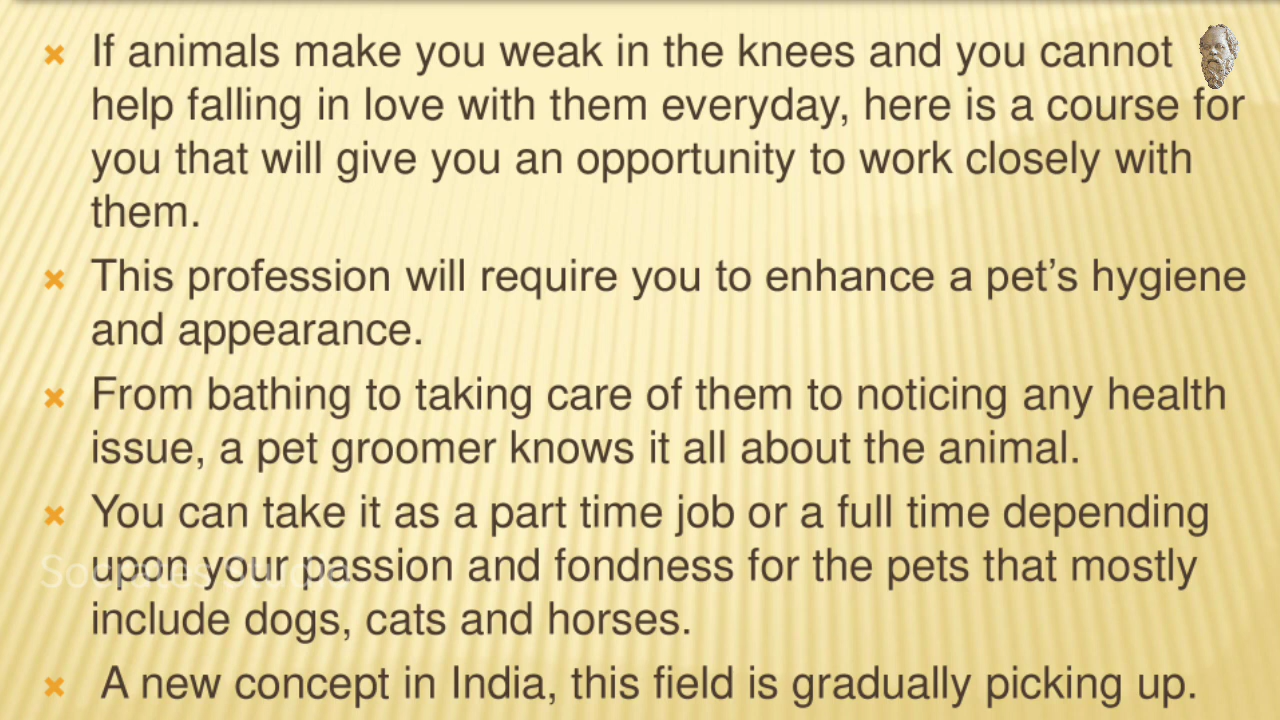 If animals make you weak in the knees and you cannot
help falling in love with them everyday, here is a course for
you that will give you an opportunity to work closely with
them.
This profession will require you to enhance a pet’s hygiene
and appearance.
From bathing to taking care of them to noticing any health
issue, a pet groomer knows it all about the animal.
You can take it as a part time job or a full time depending
upon your passion and fondness for the pets that mostly
include dogs, cats and horses.
A new concept in India, this field is gradually picking up.